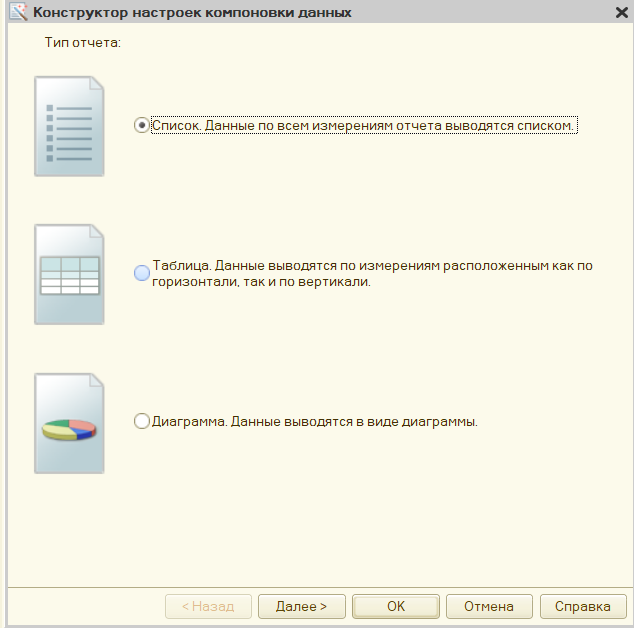 Конструктор настроек компоновки данных
Тип отчета:
Список. Данные по всем измерениям отчета выводятся списком.
Таблица. Данные выводятся по измерениям расположенным как по
горизонтали, так и по вертикали.
Диаграмма. Данные выводятся в виде диаграммы.
< Назад Далее > OK Отмена Справка